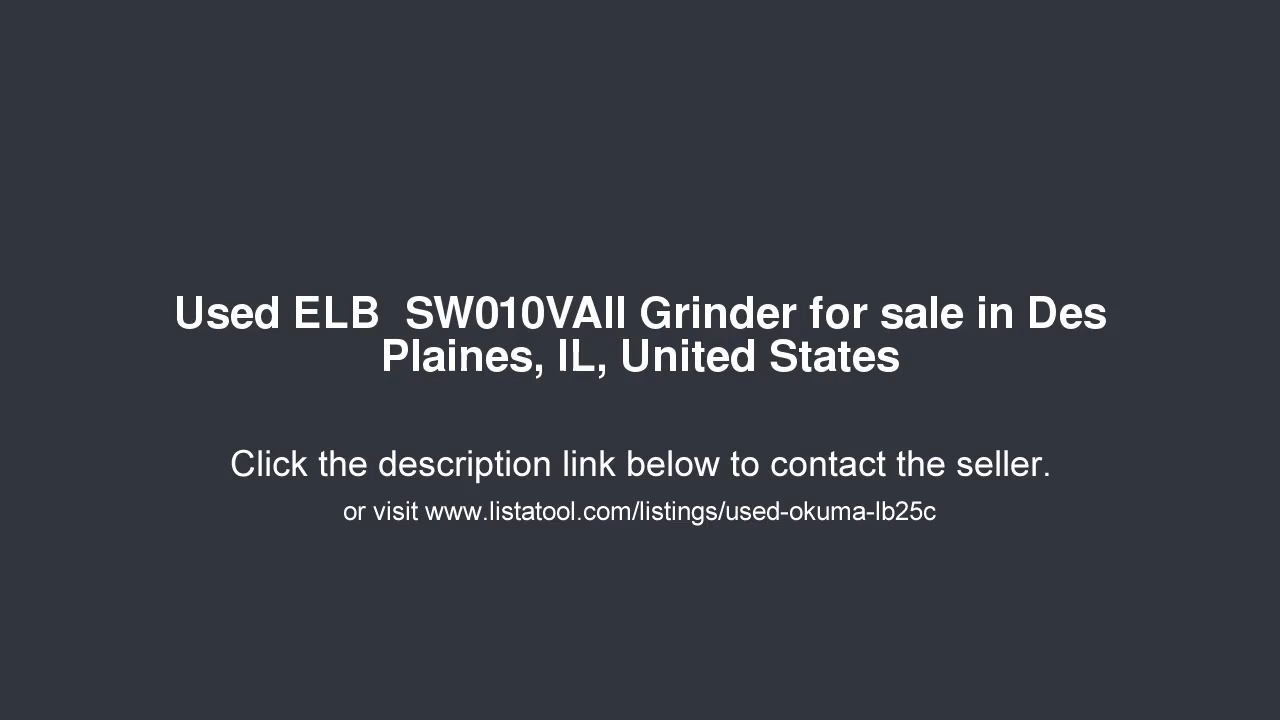 Used ELB  SW010VAII Grinder for sale in Des
Plaines, IL, United States
Click the description link below to contact the seller.
or visit www.listatool.com/listings/used-okuma-lb25c